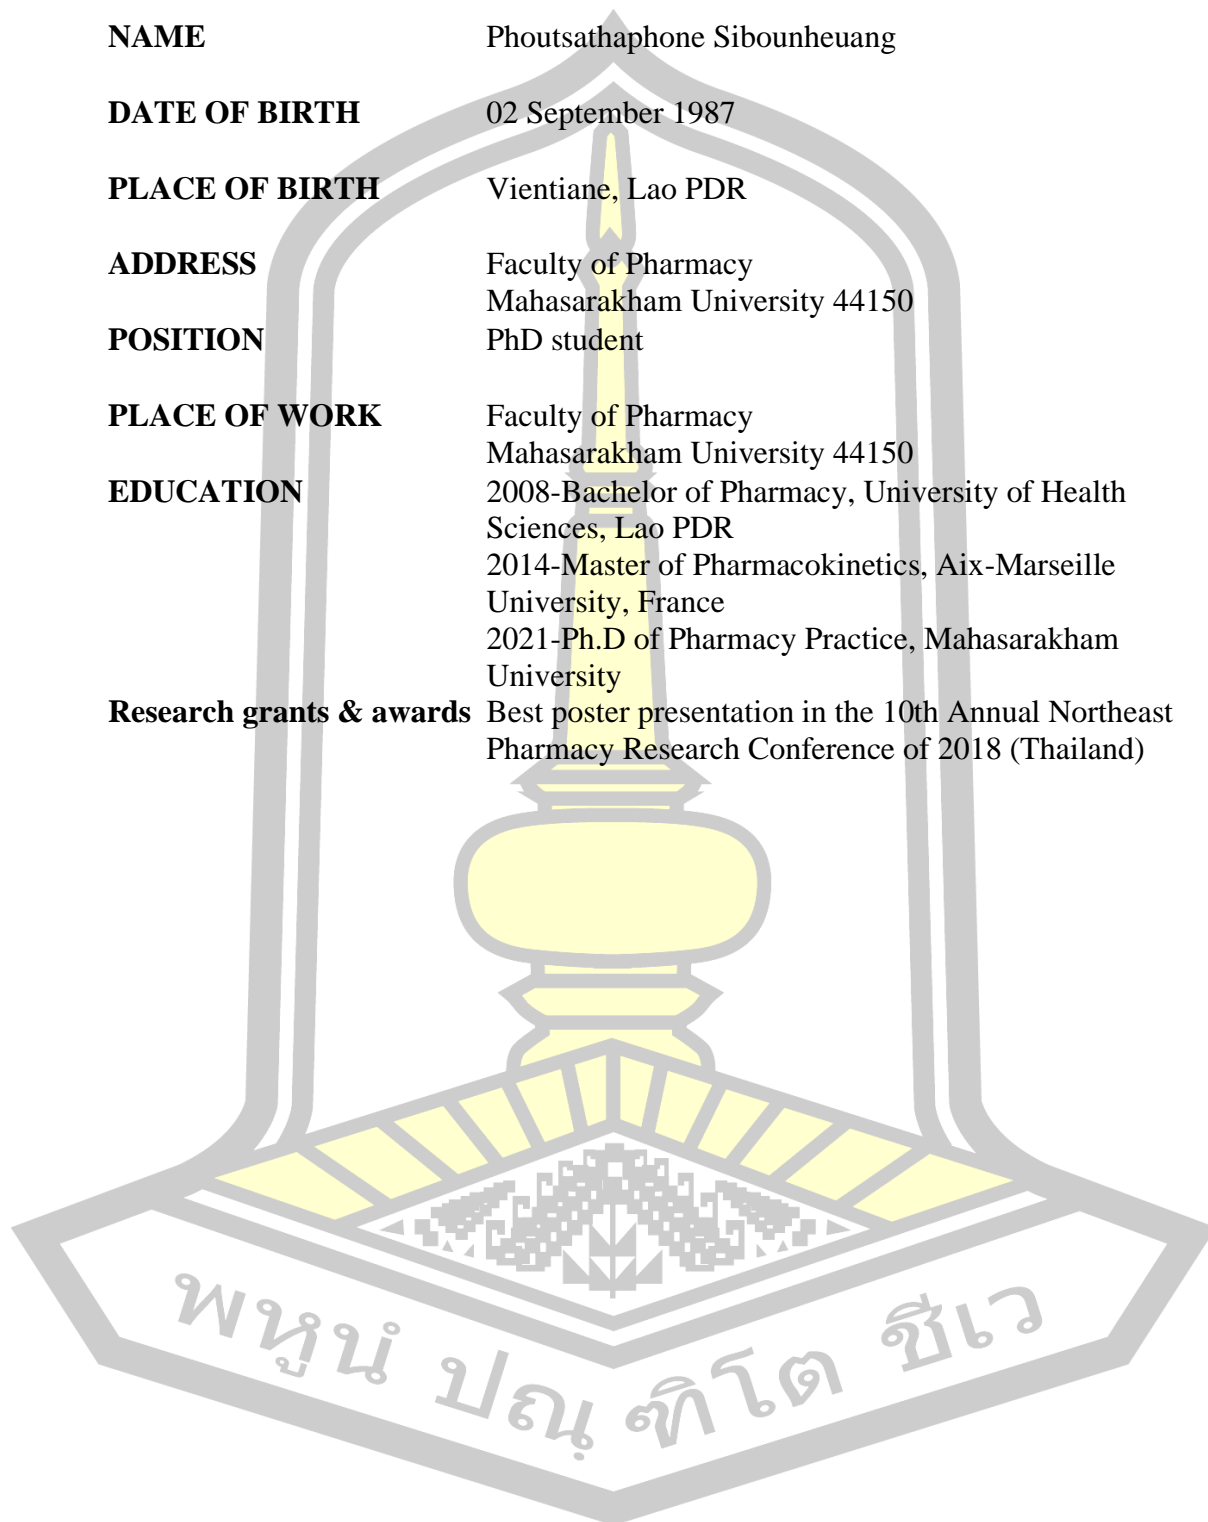 NAME Phoutsathaphone Sibounheuang
DATE OF BIRTH 02 September 1987
PLACE OF BIRTH Vientiane, Lao PDR
ADDRESS Faculty of Pharmacy
Mahasarakham University 44150
POSITION PhD student
PLACE OF WORK Faculty of Pharmacy
Mahasarakham University 44150
EDUCATION 2008-Bachelor of Pharmacy, University of Health
Sciences, Lao PDR
2014-Master of Pharmacokinetics, Aix-Marseille
University, France
2021-Ph.D of Pharmacy Practice, Mahasarakham
University
Research grants & awards Best poster presentation in the 10th Annual Northeast
Pharmacy Research Conference of 2018 (Thailand)
พหูนํ ปณฺ ฑิโต ชีเว